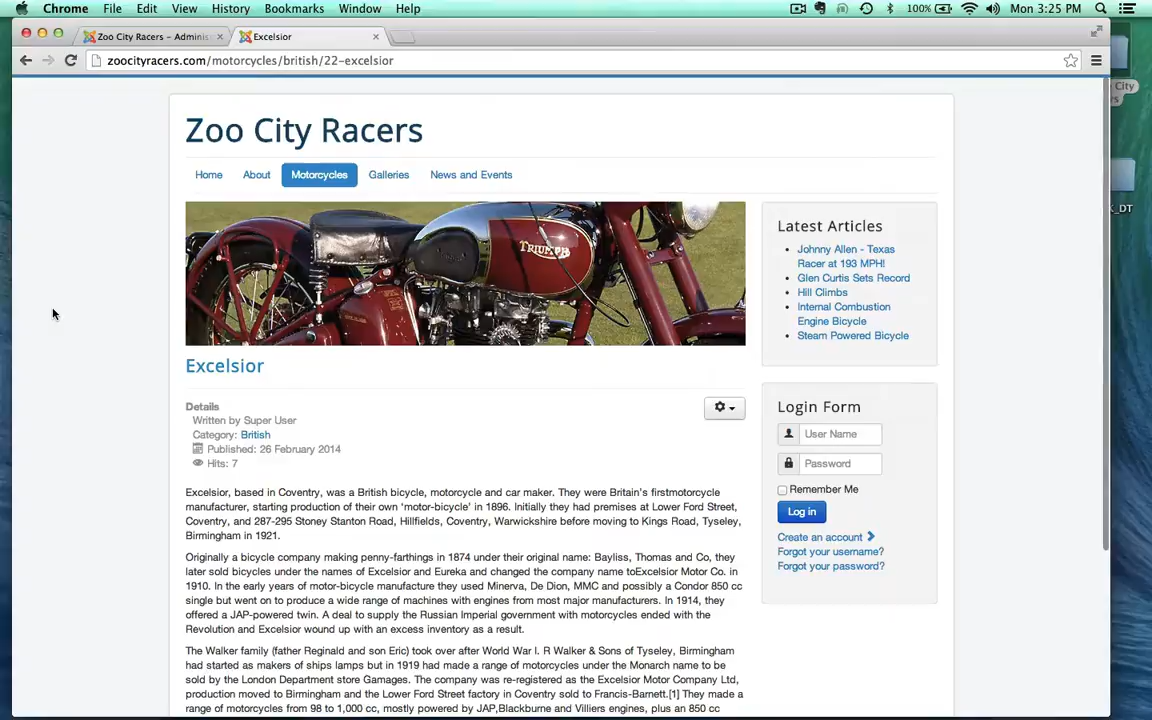 Chrome File Edit View History Bookmarks Window Help 100% Mon 3:25 PM
Zoo City Racers – Adminis
Excelsior
zoocityracers.com/motorcycles/british/22-excelsior
City
Zoo City Racers
Home About Motorcycles Galleries News and Events
TRIUMPH
Latest Articles
Johnny Allen - Texas
Racer at 193 MPH!
Glen Curtis Sets Record
Hill Climbs
Internal Combustion
Engine Bicycle
Steam Powered Bicycle
Excelsior
Details
Written by Super User
Category: British
Published: 26 February 2014
Hits: 7
Login Form
User Name
Password
Remember Me
Log in
Create an account
Forgot your username?
Forgot your password?
Excelsior, based in Coventry, was a British bicycle, motorcycle and car maker. They were Britain's firstmotorcycle
manufacturer, starting production of their own 'motor-bicycle' in 1896. Initially they had premises at Lower Ford Street,
Coventry, and 287-295 Stoney Stanton Road, Hillfields, Coventry, Warwickshire before moving to Kings Road, Tyseley,
Birmingham in 1921.
Originally a bicycle company making penny-farthings in 1874 under their original name: Bayliss, Thomas and Co, they
later sold bicycles under the names of Excelsior and Eureka and changed the company name toExcelsior Motor Co. in
1910. In the early years of motor-bicycle manufacture they used Minerva, De Dion, MMC and possibly a Condor 850 cc
single but went on to produce a wide range of machines with engines from most major manufacturers. In 1914, they
offered a JAP-powered twin. A deal to supply the Russian Imperial government with motorcycles ended with the
Revolution and Excelsior wound up with an excess inventory as a result.
The Walker family (father Reginald and son Eric) took over after World War I. R Walker & Sons of Tyseley, Birmingham
had started as makers of ships lamps but in 1919 had made a range of motorcycles under the Monarch name to be
sold by the London Department store Gamages. The company was re-registered as the Excelsior Motor Company Ltd,
production moved to Birmingham and the Lower Ford Street factory in Coventry sold to Francis-Barnett.[1] They made a
range of motorcycles from 98 to 1,000 cc, mostly powered by JAP,Blackburne and Villiers engines, plus an 850 cc